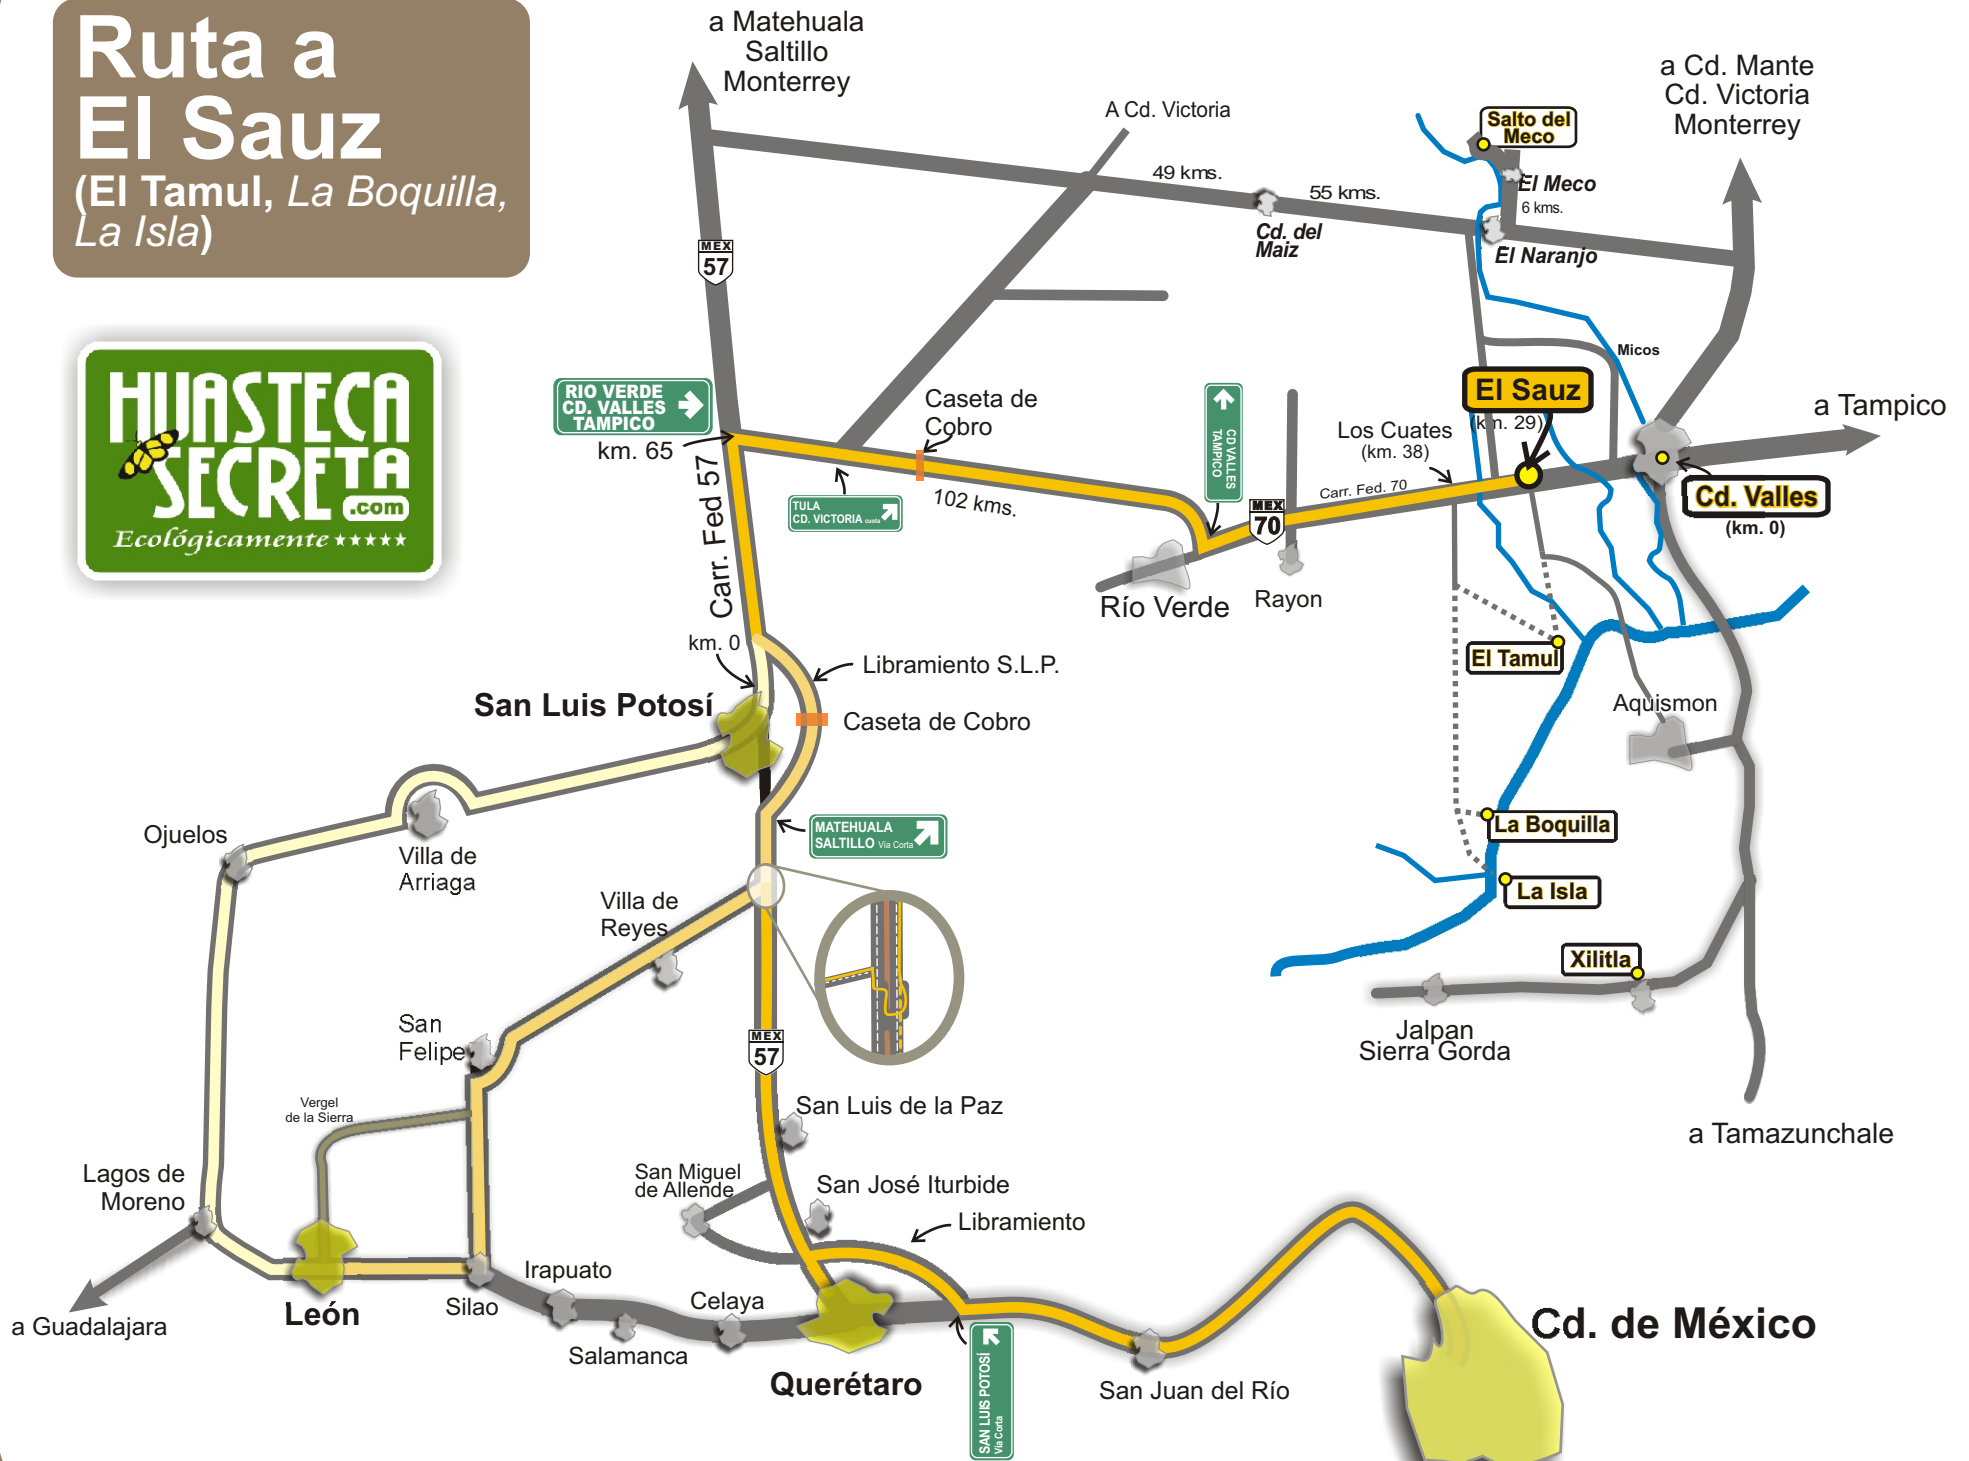 Ruta a
El Sauz
(El Tamul, La Boquilla,
La Isla)
HUASTECA
SECRETA
.com
Ecológicamente
a Matehuala
Saltillo
Monterrey
A Cd. Victoria
49 kms.
55 kms.
Cd. del
Maiz
Salto del
Meco
El Meco
6 kms.
El Naranjo
a Cd. Mante
Cd. Victoria
Monterrey
MEX
57
RIO VERDE
CD. VALLES
TAMPICO
km. 65
Carr. Fed 57
Caseta de
Cobro
TULA
CD. VICTORIA cuota
102 kms.
CD VALLES
TAMPICO
MEX
70
Carr. Fed. 70
Los Cuates
(km. 38)
El Sauz
(km. 29)
Micos
a Tampico
Cd. Valles
(km. 0)
Río Verde
Rayon
km. 0
Libramiento S.L.P.
San Luis Potosí
Caseta de Cobro
El Tamul
Aquismon
La Boquilla
La Isla
Xilitla
Jalpan
Sierra Gorda
a Tamazunchale
Ojuelos
Villa de
Arriaga
MATEHUALA
SALTILLO Via Corta
Villa de
Reyes
San
Felipe
MEX
57
Vergel
de la Sierra
San Luis de la Paz
Lagos de
Moreno
San Miguel
de Allende
San José Iturbide
Libramiento
a Guadalajara
León
Silao
Irapuato
Salamanca
Celaya
Querétaro
SAN LUIS POTOSÍ
Via Corta
San Juan del Río
Cd. de México